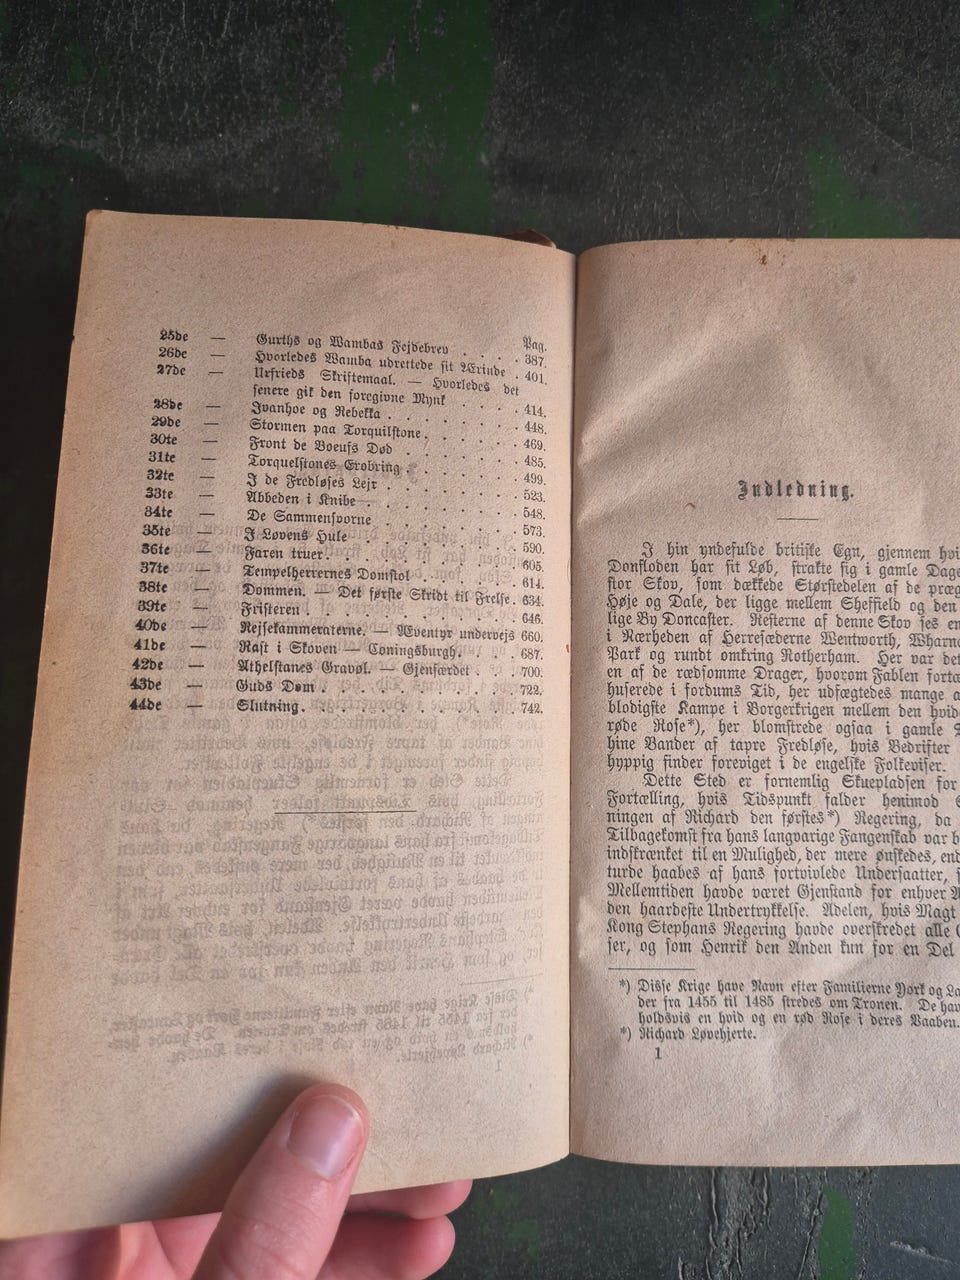 Pag.
25de — Gurths og Wambas Fejdebrev . . . . 387.
26de — Hvorledes Wamba udrettede sit Ærinde . 401.
27de — Urfrieds Skriftemaal. — Hvorledes det
senere gik den foregivne Mynk . . . . . 414.
28de — Ivanhoe og Rebekka . . . . . . . 448.
29de — Stormen paa Torquilstone . . . . . . 469.
30te — Front de Boeufs Død . . . . . . . 485.
31te — Torquelstones Erobring . . . . . . . 499.
32te — I de Fredløses Lejr . . . . . . . . 523.
33te — Abbeden i Knibe . . . . . . . . . 548.
34te — De Sammensvorne . . . . . . . . 573.
35te — I Løvens Hule . . . . . . . . . 590.
36te — Faren truer . . . . . . . . . . 605.
37te — Tempelherrernes Domstol . . . . . . 614.
38te — Dommen. — Det første Skridt til Frelse . 634.
39te — Fristeren . . . . . . . . . . . 646.
40de — Rejsekammeraterne. — Æventyr undervejs 660.
41de — Rast i Skoven — Coningsburgh. . . . . 687.
42de — Athelstanes Gravøl. — Gjenfærdet . . . 700.
43de — Guds Dom . . . . . . . . . . . 722.
44de — Slutning. . . . . . . . . . . . 742.
Indledning.
I hin yndefulde britiske Egn, gjennem
Donfloden har sit Løb, strakte sig i gamle
stor Skov, som dækkede Størstedelen af de
Høje og Dale, der ligge mellem Sheffield og den
lige By Doncaster. Resterne af denne Skov ses
i Nærheden af Herresæderne Wentworth,
Park og rundt omkring Rotherham. Her var det
en af de rædsomme Drager, hvorom Fablen
huserede i fordums Tid, her udfægtedes mange
blodigste Kampe i Borgerkrigen mellem den
røde Rose*), her blomstrede ogsaa i gamle
hine Bander af tapre Fredløse, hvis Bedrifter
hyppig finder foreviget i de engelske Folkeviser.
Dette Sted er fornemlig Skuepladsen for
Fortælling, hvis Tidspunkt falder henimod
ningen af Richard den førstes*) Regering, da
Tilbagekomst fra hans langvarige Fangenskab var
indskrænket til en Mulighed, der mere ønskedes,
turde haabes af hans fortvivlede Undersaatter,
Mellemtiden havde været Gjenstand for enhver
den haardeste Undertrykkelse. Adelen, hvis Magt
Kong Stephans Regering havde overskredet alle
ser, og som Henrik den Anden kun for en Del
*) Disse Krige have Navn efter Familierne York og
der fra 1455 til 1485 stredes om Tronen. De
holdsvis en hvid og en rød Rose i deres Vaaben.
*) Richard Løvehjerte.
1